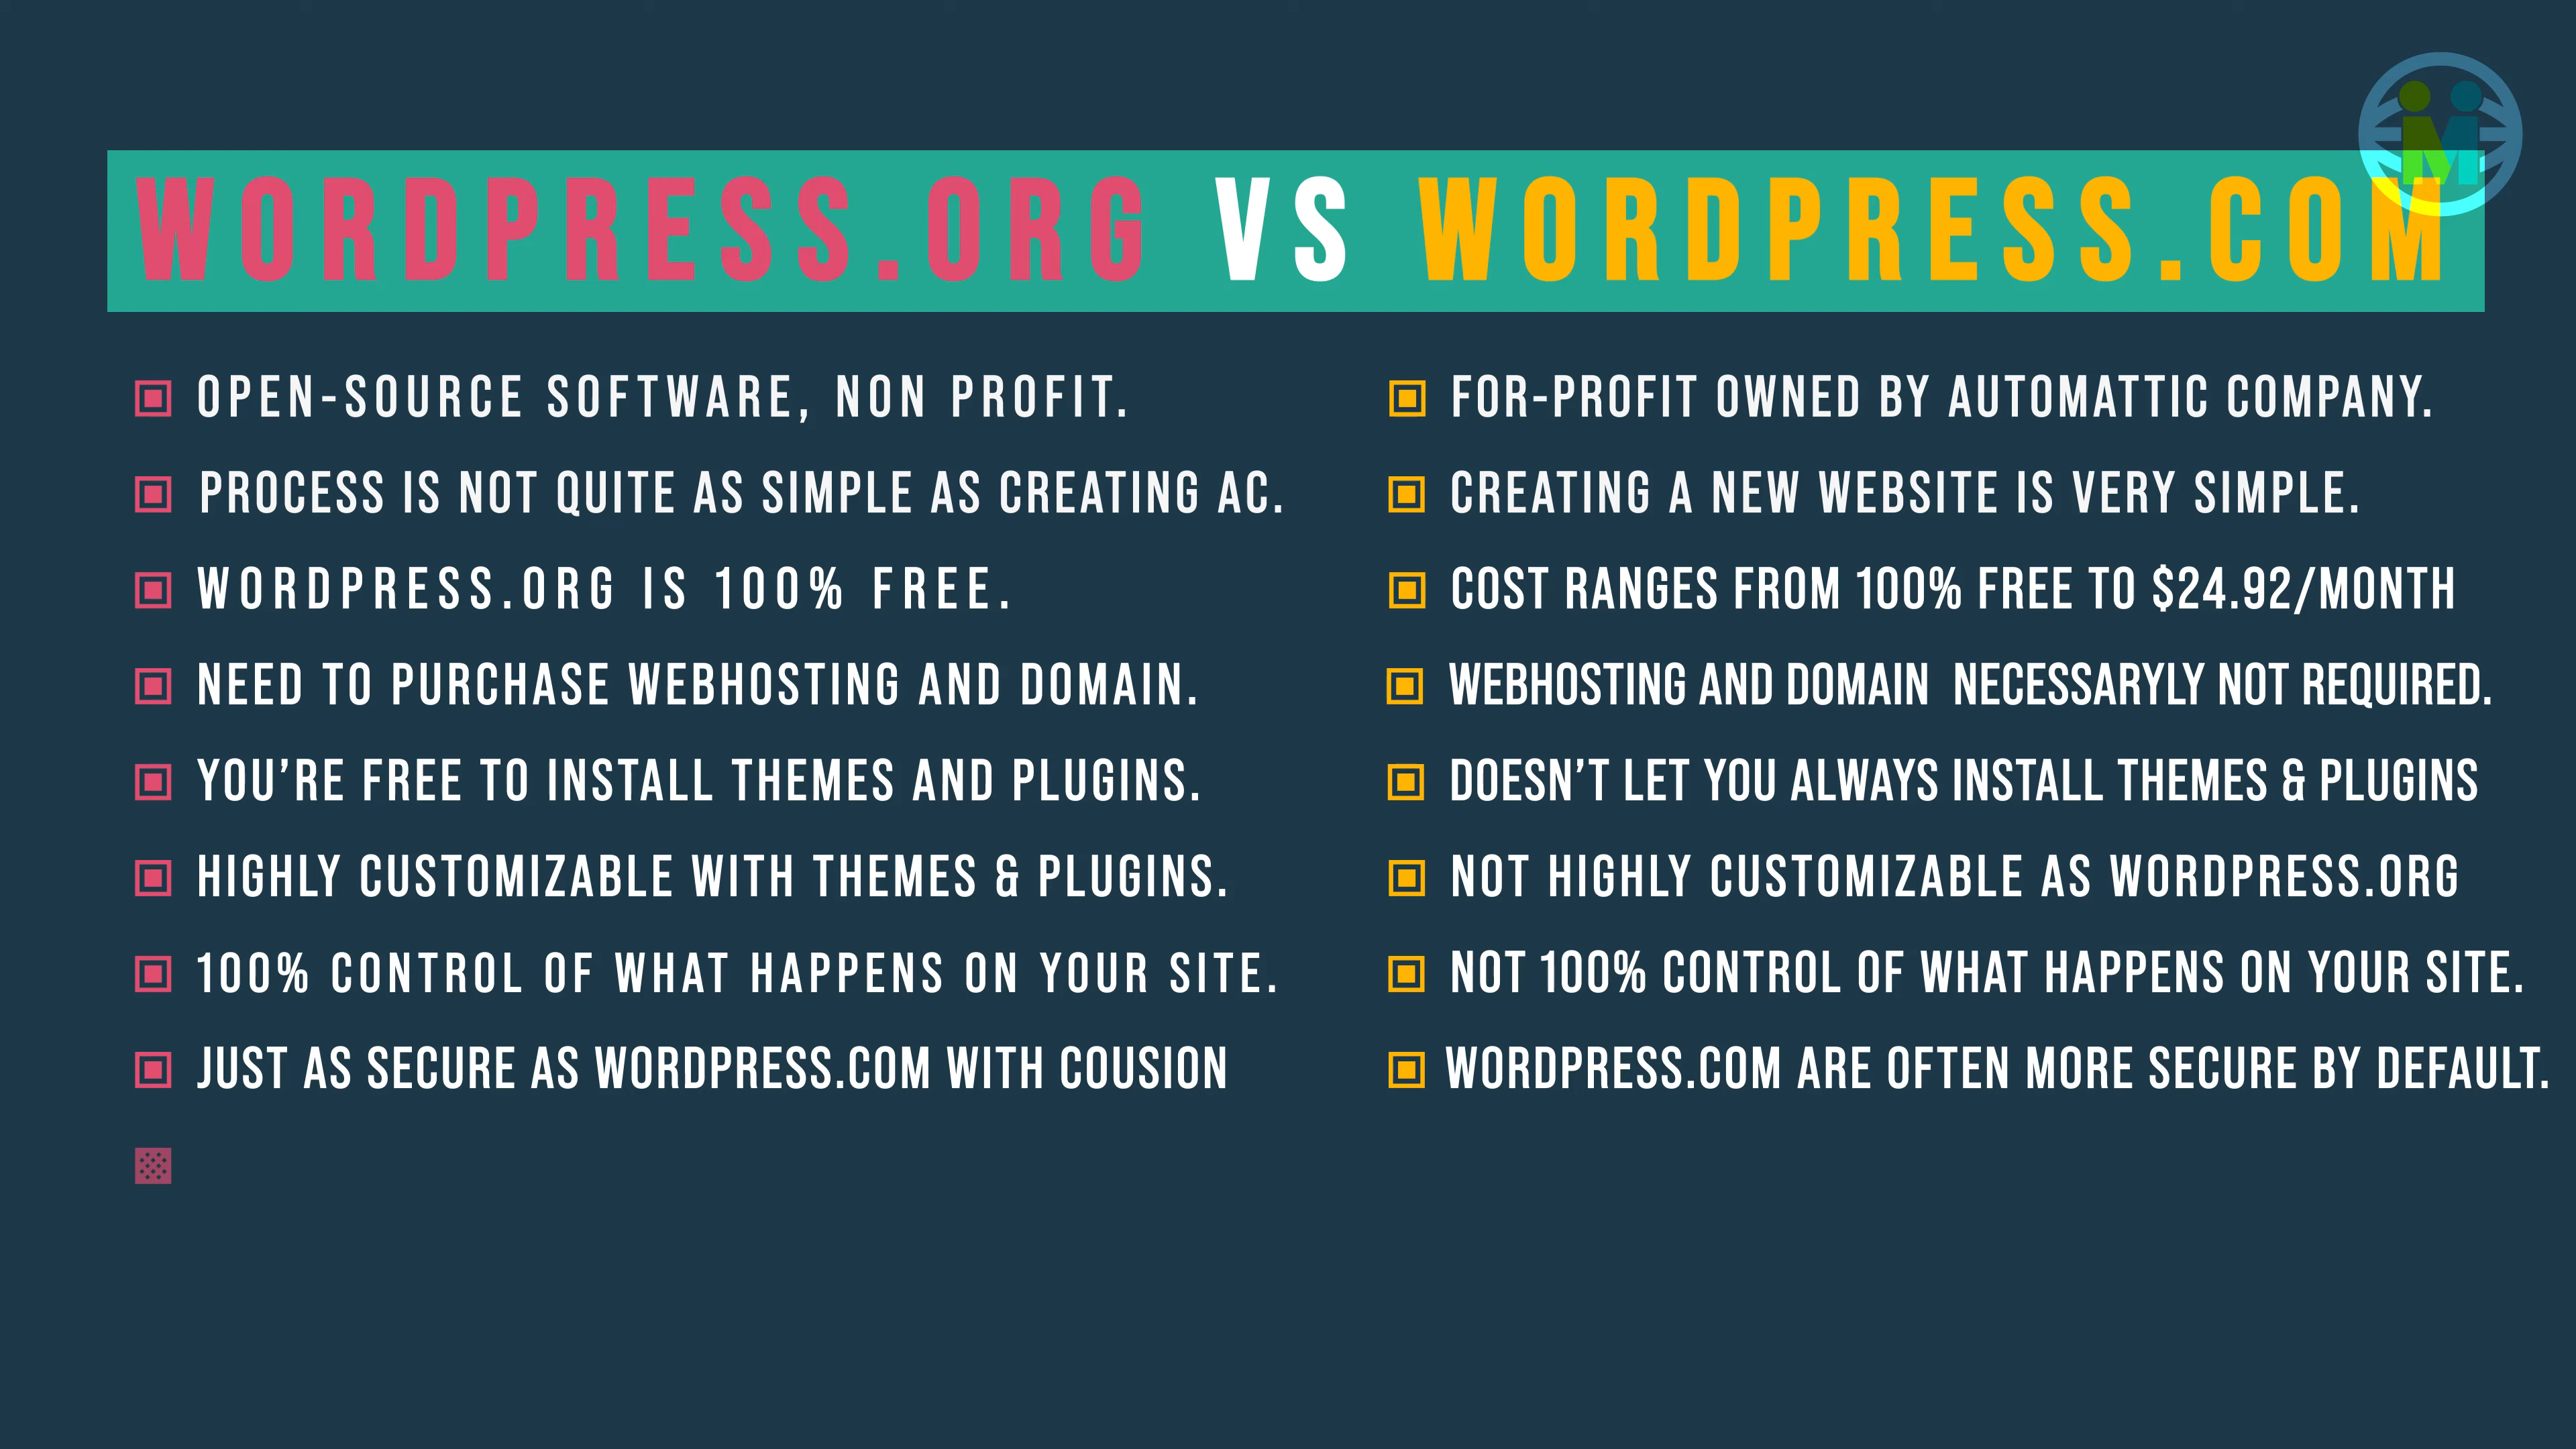 WORDPRESS.ORG VS WORDPRESS.COM
OPEN-SOURCE SOFTWARE, NON PROFIT.
PROCESS IS NOT QUITE AS SIMPLE AS CREATING AC.
WORDPRESS.ORG IS 100% FREE.
NEED TO PURCHASE WEBHOSTING AND DOMAIN.
YOU’RE FREE TO INSTALL THEMES AND PLUGINS.
HIGHLY CUSTOMIZABLE WITH THEMES & PLUGINS.
100% CONTROL OF WHAT HAPPENS ON YOUR SITE.
JUST AS SECURE AS WORDPRESS.COM WITH COUSION
FOR-PROFIT OWNED BY AUTOMATTIC COMPANY.
CREATING A NEW WEBSITE IS VERY SIMPLE.
COST RANGES FROM 100% FREE TO $24.92/MONTH
WEBHOSTING AND DOMAIN NECESSARYLY NOT REQUIRED.
DOESN’T LET YOU ALWAYS INSTALL THEMES & PLUGINS
NOT HIGHLY CUSTOMIZABLE AS WORDPRESS.ORG
NOT 100% CONTROL OF WHAT HAPPENS ON YOUR SITE.
WORDPRESS.COM ARE OFTEN MORE SECURE BY DEFAULT.